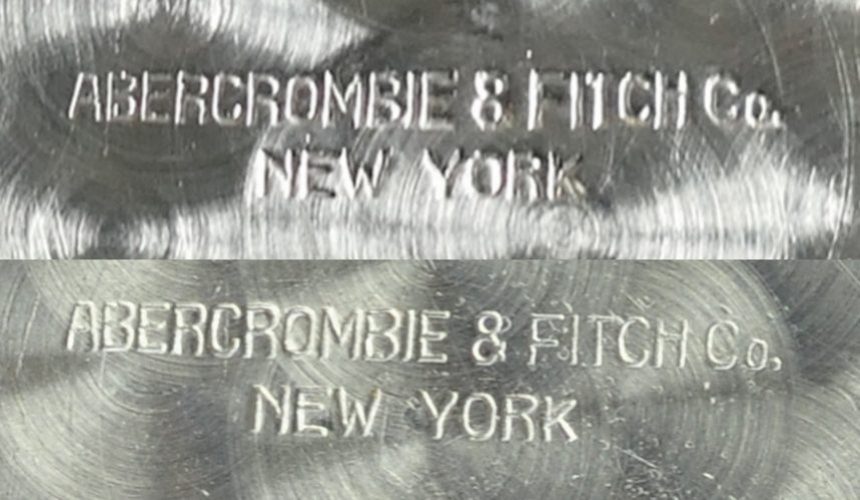 ABERCROMBIE & FITCH Co.
NEW YORK
ABERCROMBIE & FITCH Co.
NEW YORK